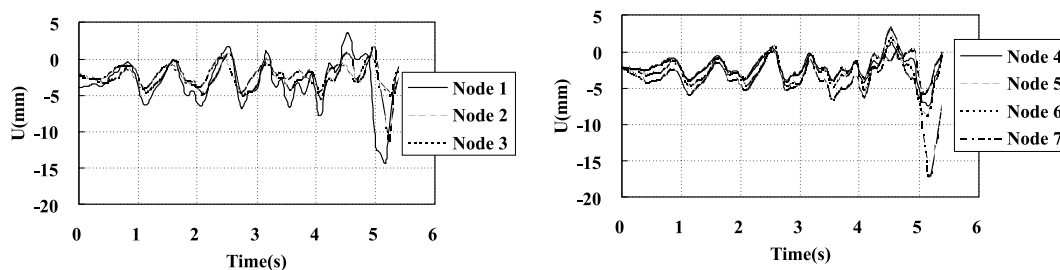 5
0
-5
-10
-15
-20
U(mm)
0 1 2 3 4 5 6
Time(s)
Node 1
Node 2
Node 3
5
0
-5
-10
-15
-20
U(mm)
0 1 2 3 4 5 6
Time(s)
Node 4
Node 5
Node 6
Node 7